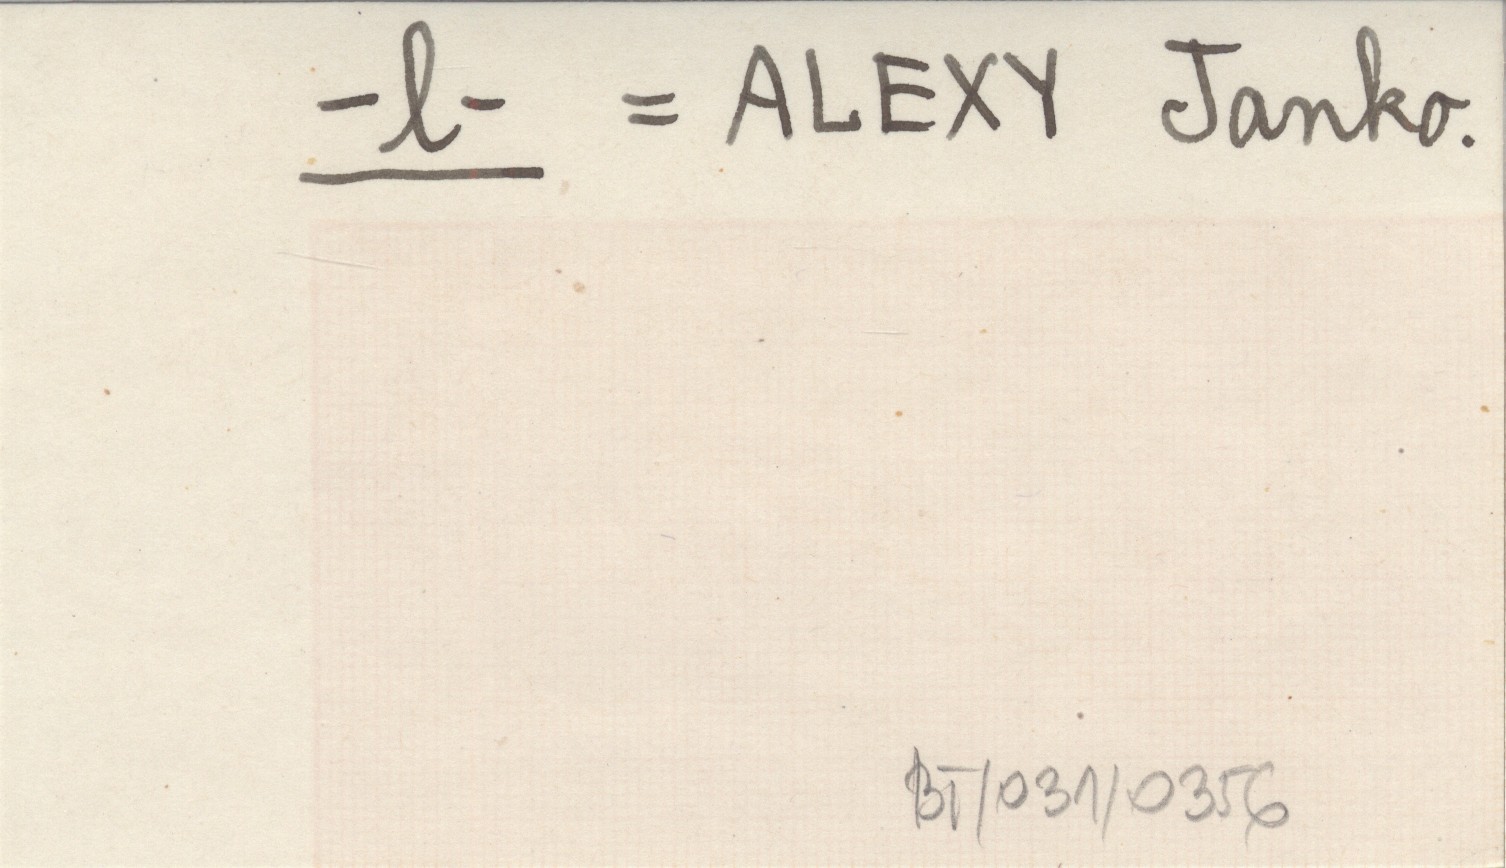 -l- = ALEXY Janko.
BT/031/0356